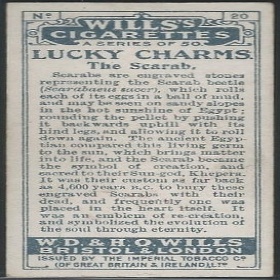 No 20
WILLS'S
CIGARETTES
A SERIES OF 50.
LUCKY CHARMS
The Scarab.
Scarabs are engraved stones
representing the Scarab beetle
(Scarabaeus sacer), which rolls
each of its eggs in a ball of mud,
and may be seen on sandy slopes
in the hot sunshine of Egypt;
rounding the pellet by pushing
it backwards uphill with its
hind legs, and allowing it to roll
down again. The ancient Egyp-
tian compared this living germ
to the sun, which brings matter
into life, and the Scarab became
the symbol of creation, and
sacred to their Sun-god, Khepera.
It was their custom as far back
as 4,600 years B.C. to bury these
engraved Scarabs with their
dead, and frequently one was
placed in the heart itself. It
was an emblem of re-creation,
and symbolized the evolution of
the soul through eternity.
W.D. & H.O. WILLS
BRISTOL & LONDON
ISSUED BY THE IMPERIAL TOBACCO CO
(OF GREAT BRITAIN & IRELAND) LTD